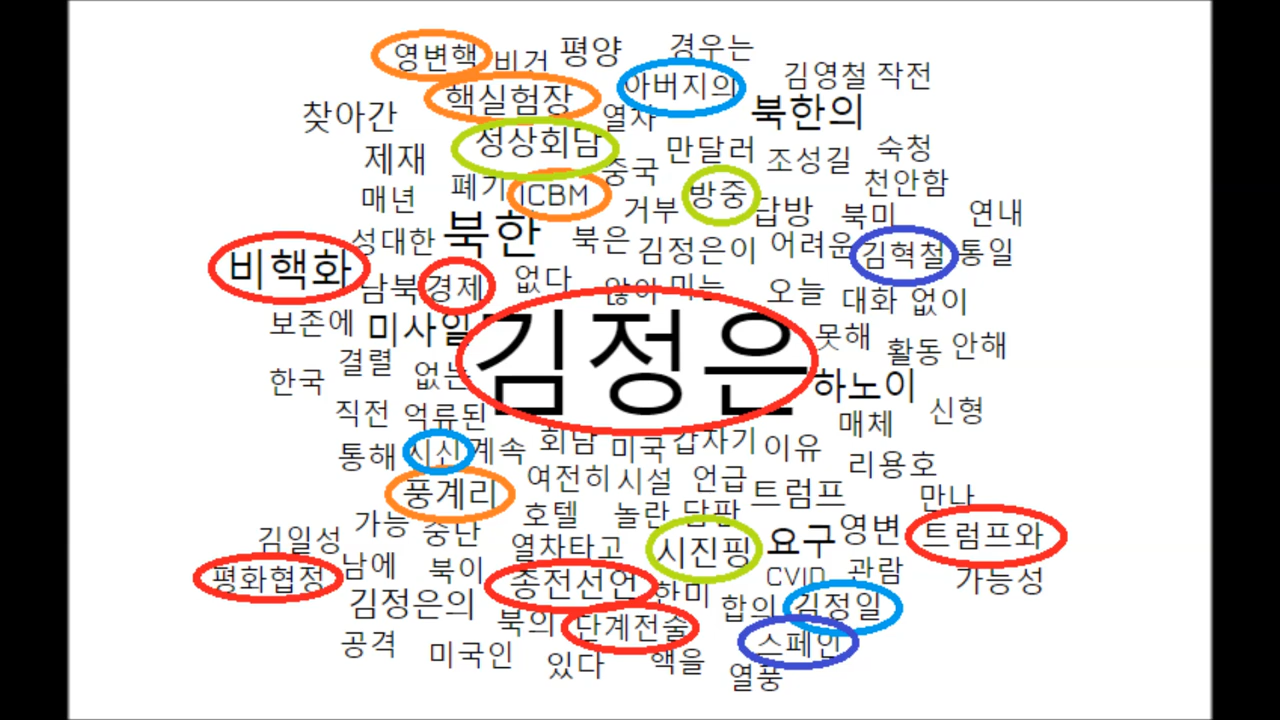 영변핵 비건 평양 경우는
핵실험장 아버지의 김영철 작전
찾아간 열차 북한의
제재 정상회담 중국 만달러 조성길 숙청
매년 폐기 ICBM 거부 방중 답방 북미 천안함 연내
성대한 북한 북은 김정은이 어려운 김혁철 통일
비핵화 남북 경제 없다 않아 미는 오늘 대화 없이
보존에 미사일 김정은 못해 활동 안해
한국 결렬 없는 하노이
직전 억류된 매체 신형
통해 시신 계속 회담 미국 갑자기 이유 리용호
풍계리 여전히 시설 언급 트럼프 만나
김일성 가능 중단 호텔 놀란 담판 요구 영변 트럼프와
평화협정 남에 북이 열차타고 시진핑 CVID 관람 가능성
김정은의 종전선언 한미 합의 김정일
공격 미국인 북의 단계전술 스페인
있다 핵을 열풍